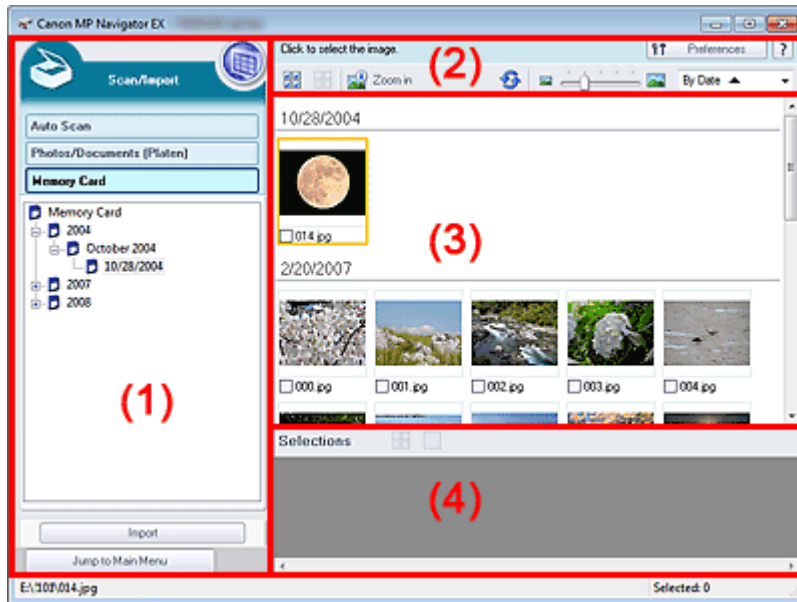 Canon MP Navigator EX
Scan/Import
Auto Scan
Photos/Documents (Platen)
Memory Card
Memory Card
2004
October 2004
10/28/2004
2007
2008
(1)
Import
Jump to Main Menu
Click to select the image.
Preferences
?
Zoom in
(2)
By Date
10/28/2004
014.jpg
(3)
2/20/2007
000.jpg
001.jpg
002.jpg
003.jpg
004.jpg
Selections
(4)
E:\101\014.jpg
Selected: 0